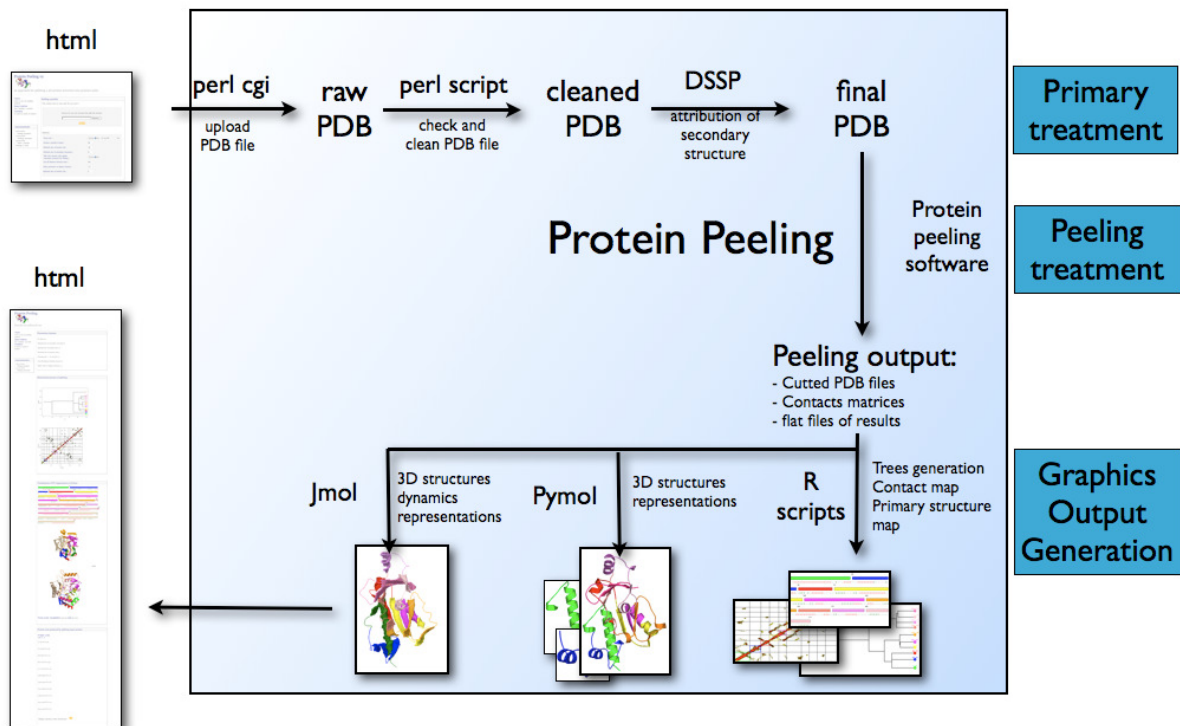 html
perl cgi
upload
PDB file
raw
PDB
perl script
check and
clean PDB file
cleaned
PDB
DSSP
attribution of
secondary
structure
final
PDB
Primary
treatment
Protein Peeling
Protein
peeling
software
Peeling
treatment
html
Peeling output:
- Cutted PDB files
- Contacts matrices
- flat files of results
Jmol
3D structures
dynamics
representations
Pymol
3D structures
representations
R
scripts
Trees generation
Contact map
Primary structure
map
Graphics
Output
Generation